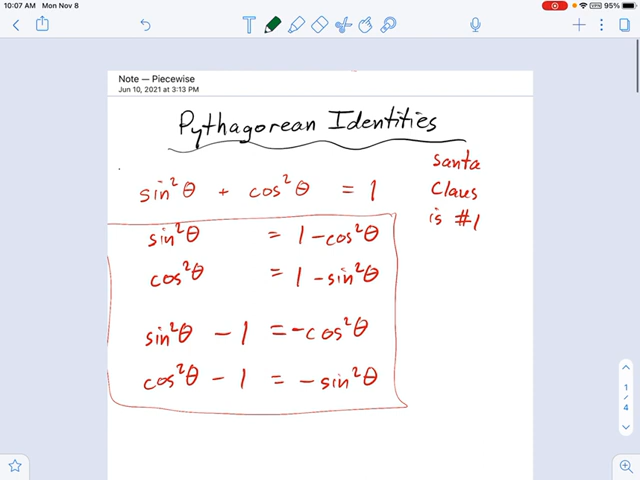 10:07 AM Mon Nov 8
VPN 95%
Note — Piecewise
Jun 10, 2021 at 3:13 PM
Pythagorean Identities
sin²θ + cos²θ = 1
sin²θ = 1 - cos²θ
cos²θ = 1 - sin²θ
sin²θ - 1 = -cos²θ
cos²θ - 1 = - sin²θ
Santa
Claus
is #1
1
/
4